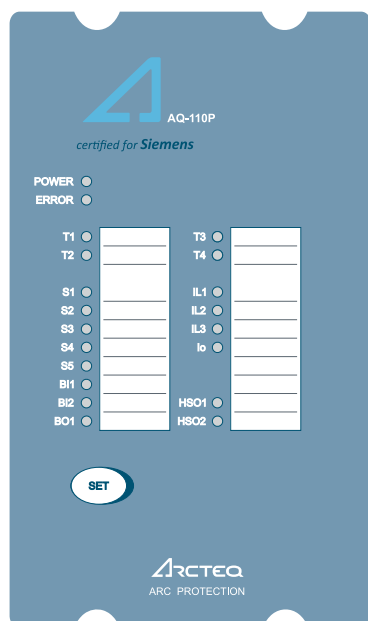 AQ-110P
certified for Siemens
POWER
ERROR
T1
T2
S1
S2
S3
S4
S5
BI1
BI2
BO1
T3
T4
IL1
IL2
IL3
Io
HSO1
HSO2
SET
ARCTEQ
ARC PROTECTION